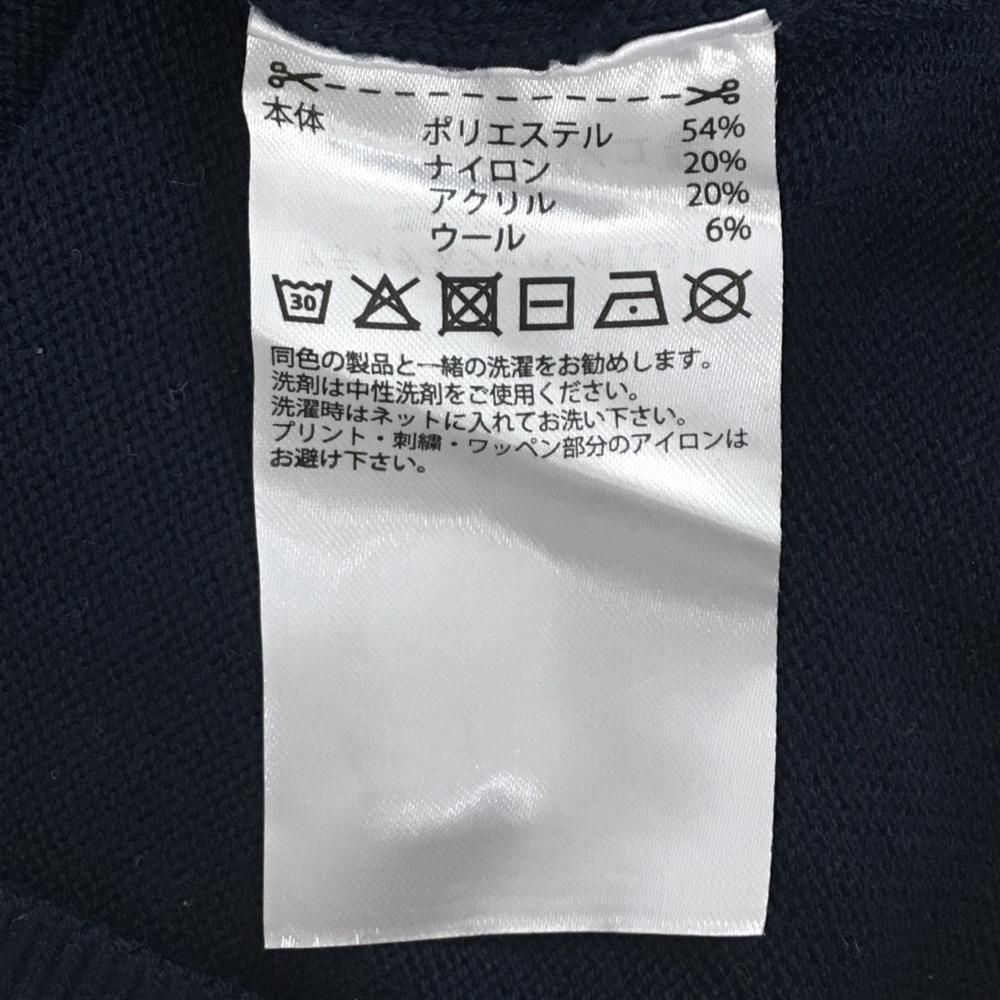 本体 ポリエステル 54%
ナイロン 20%
アクリル 20%
ウール 6%
30
同色の製品と一緒の洗濯をお勧めします。
洗剤は中性洗剤をご使用ください。
洗濯時はネットに入れてお洗い下さい。
プリント・刺繍・ワッペン部分のアイロンは
お避け下さい。